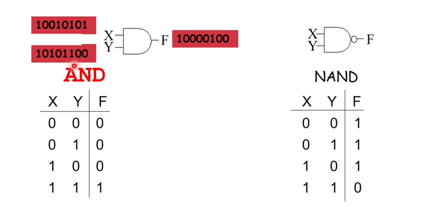 10010101
X
Y
F
10000100
10101100
X
Y
F
ÅND
NAND
X Y F
0 0 0
0 1 0
1 0 0
1 1 1
X Y F
0 0 1
0 1 1
1 0 1
1 1 0